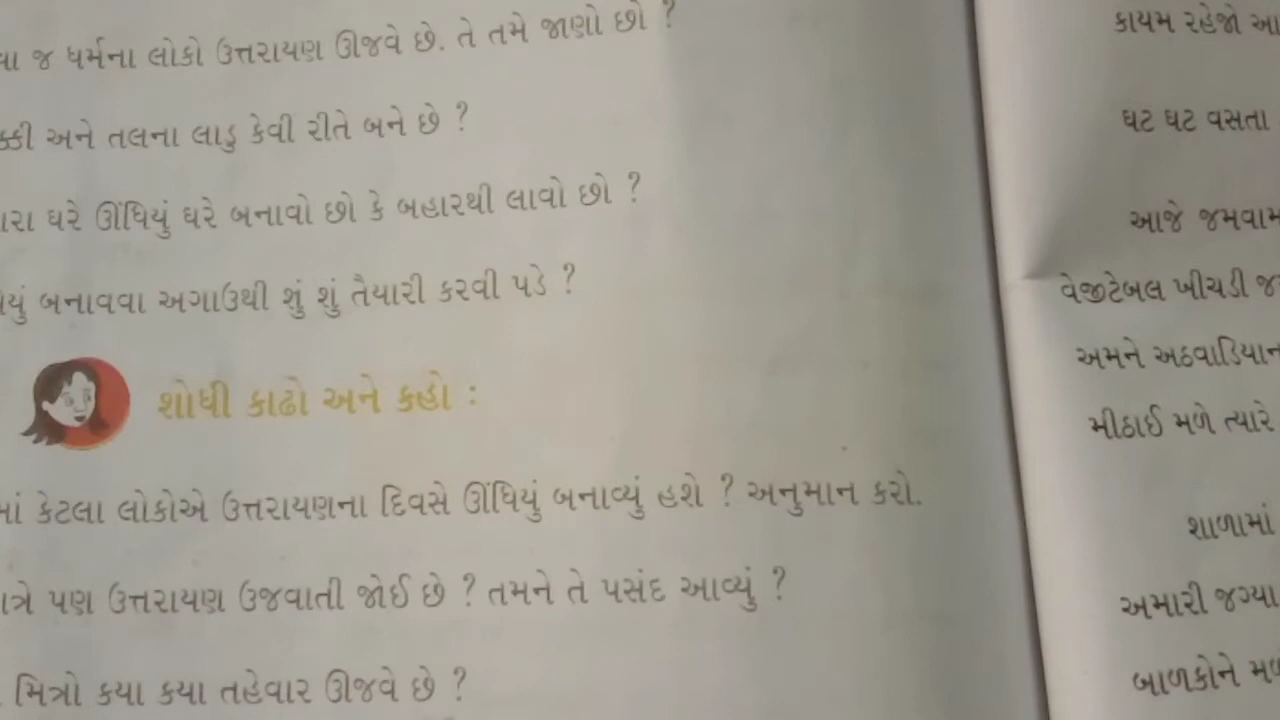 જ ધર્મના લોકો ઉત્તરાયણ ઊજવે છે. તે તમે જાણો છો ?
અને તલના લાડુ કેવી રીતે બને છે ?
ઘરે ઊંધિયું ઘરે બનાવો છો કે બહારથી લાવો છો ?
બનાવવા અગાઉથી શું શું તૈયારી કરવી પડે ?
શોધી કાઢો અને કહો :
કેટલા લોકોએ ઉત્તરાયણના દિવસે ઊંધિયું બનાવ્યું હશે ? અનુમાન કરો.
પણ ઉત્તરાયણ ઉજવાતી જોઈ છે ? તમને તે પસંદ આવ્યું ?
મિત્રો કયા કયા તહેવાર ઊજવે છે ?
કાયમ રહેજો
ઘટ ઘટ વસતા
આજે
વેજીટેબલ ખીચડી
અમને
મીઠાઈ મળે ત્યારે
શાળામાં
અમારી જગ્યા
બાળકોને